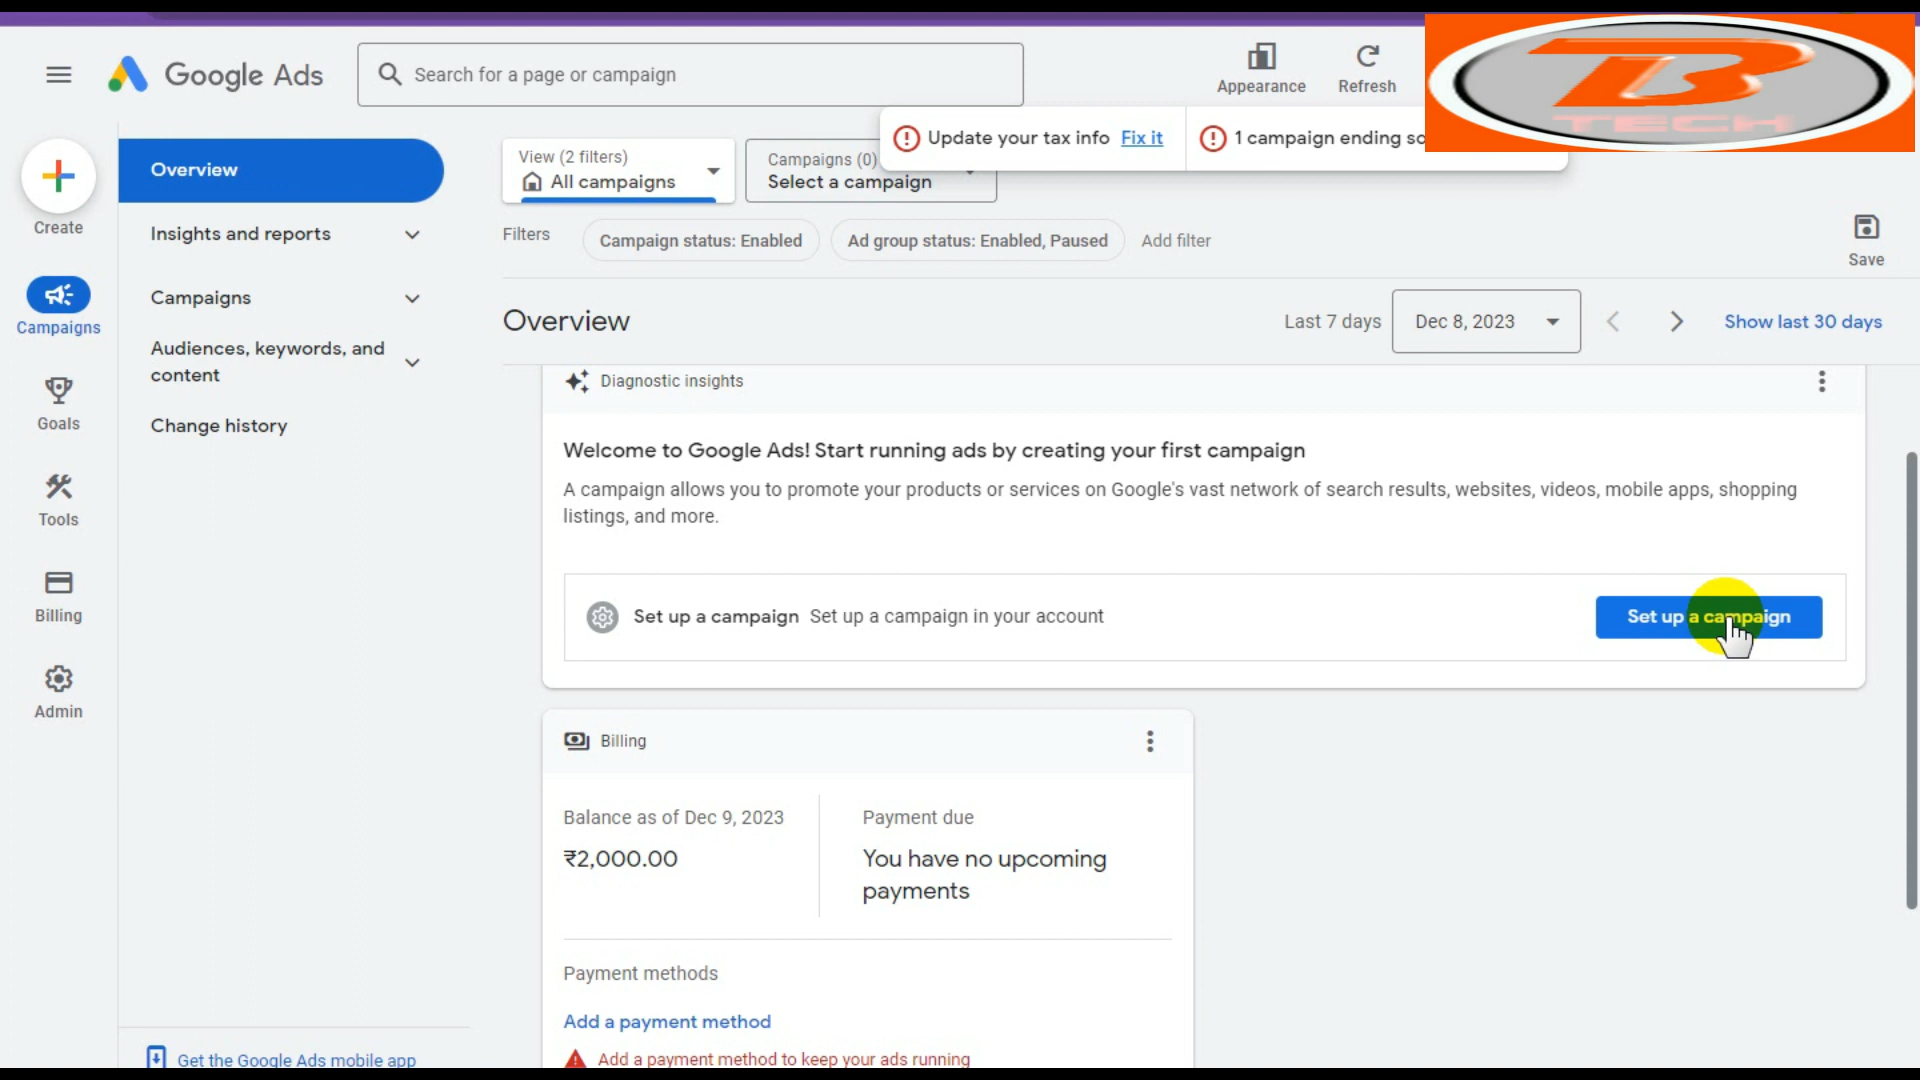 Google Ads
Search for a page or campaign
Appearance
Refresh
B
TECH
Update your tax info Fix it
1 campaign ending so
Create
Campaigns
Goals
Tools
Billing
Admin
Overview
Insights and reports
Campaigns
Audiences, keywords, and
content
Change history
Get the Google Ads mobile app
View (2 filters)
All campaigns
Campaigns (0)
Select a campaign
Filters
Campaign status: Enabled
Ad group status: Enabled, Paused
Add filter
Save
Overview
Last 7 days
Dec 8, 2023
Show last 30 days
Diagnostic insights
Welcome to Google Ads! Start running ads by creating your first campaign
A campaign allows you to promote your products or services on Google's vast network of search results, websites, videos, mobile apps, shopping
listings, and more.
Set up a campaign Set up a campaign in your account
Set up a campaign
Billing
Balance as of Dec 9, 2023
₹2,000.00
Payment due
You have no upcoming
payments
Payment methods
Add a payment method
Add a payment method to keep your ads running